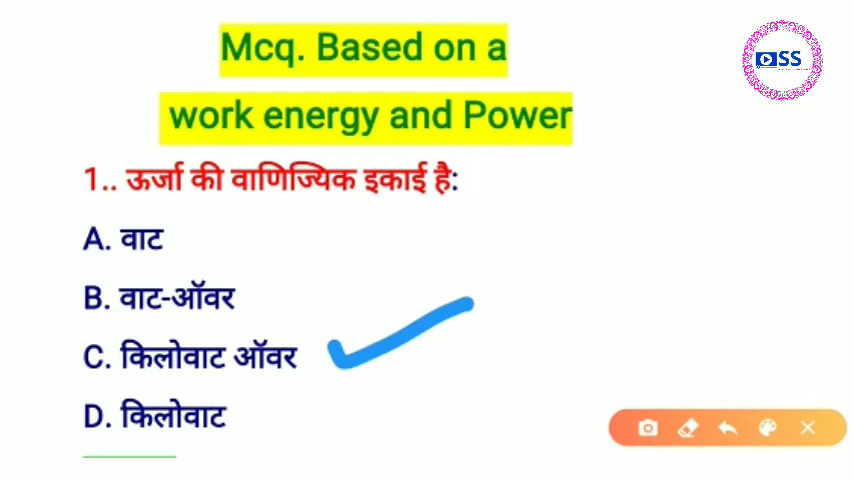 Mcq. Based on a
work energy and Power
SS
1.. ऊर्जा की वाणिज्यिक इकाई है:
A. वाट
B. वाट-ऑवर
C. किलोवाट ऑवर
D. किलोवाट